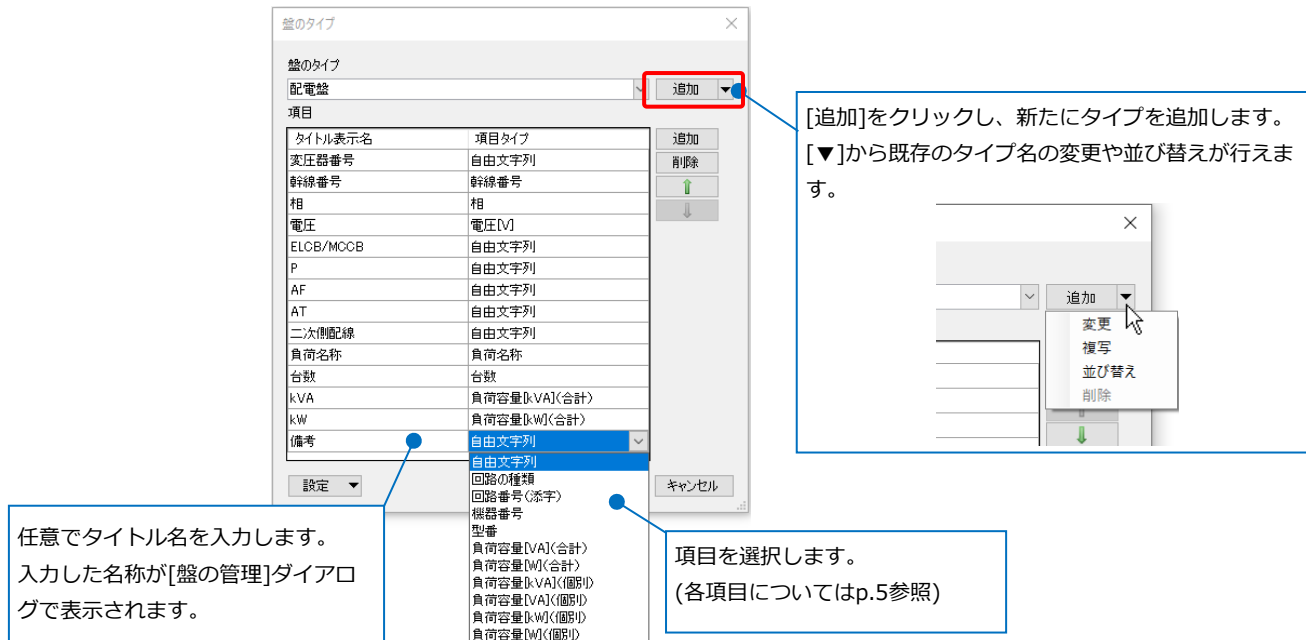 盤のタイプ
盤のタイプ
配電盤
追加 ▼
項目
タイトル表示名 項目タイプ
追加
変圧器番号 自由文字列
削除
幹線番号 幹線番号
相 相
電圧 電圧[V]
ELCB/MCCB 自由文字列
P 自由文字列
AF 自由文字列
AT 自由文字列
二次側配線 自由文字列
負荷名称 負荷名称
台数 台数
kVA 負荷容量[kVA](合計)
kW 負荷容量[kW](合計)
備考 自由文字列
自由文字列
回路の種類
回路番号(添字)
機器番号
型番
負荷容量[VA](合計)
負荷容量[W](合計)
負荷容量[kVA](個別)
負荷容量[VA](個別)
負荷容量[kW](個別)
負荷容量[W](個別)
設定 ▼
キャンセル
[追加]をクリックし、新たにタイプを追加します。
[▼]から既存のタイプ名の変更や並び替えが行えま
す。
追加 ▼
変更
複写
並び替え
削除
任意でタイトル名を入力します。
入力した名称が[盤の管理]ダイアロ
グで表示されます。
項目を選択します。
(各項目についてはp.5参照)